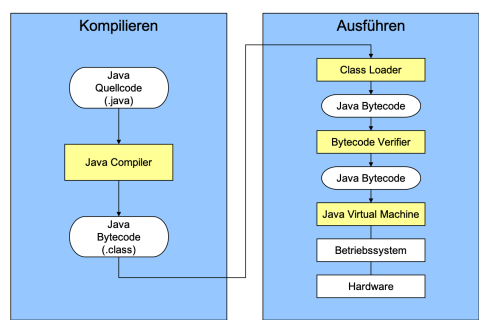 Kompilieren
Java
Quellcode
(.java)
Java Compiler
Java
Bytecode
(.class)
Ausführen
Class Loader
Java Bytecode
Bytecode Verifier
Java Bytecode
Java Virtual Machine
Betriebssystem
Hardware